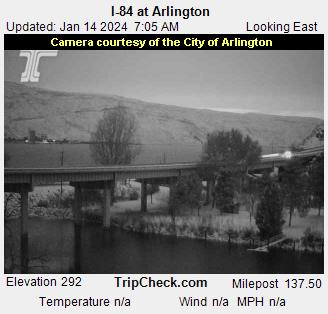 I-84 at Arlington
Updated: Jan 14 2024 7:05 AM Looking East
Camera courtesy of the City of Arlington
Elevation 292 TripCheck.com Milepost 137.50
Temperature n/a Wind n/a MPH n/a